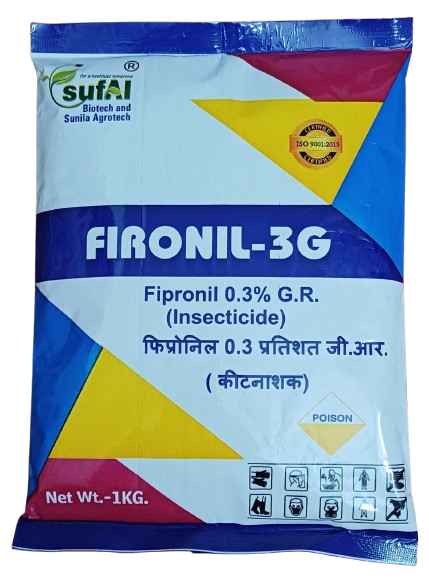 for a healthier tomorrow
®
sufAl
Biotech and
Sunila Agrotech
CERTIFIED
ISO 9001:2015
CERTIFIED
FIRONIL-3G
Fipronil 0.3% G.R.
(Insecticide)
फिप्रोनिल 0.3 प्रतिशत जी.आर.
( कीटनाशक)
POISON
Net Wt.-1KG.